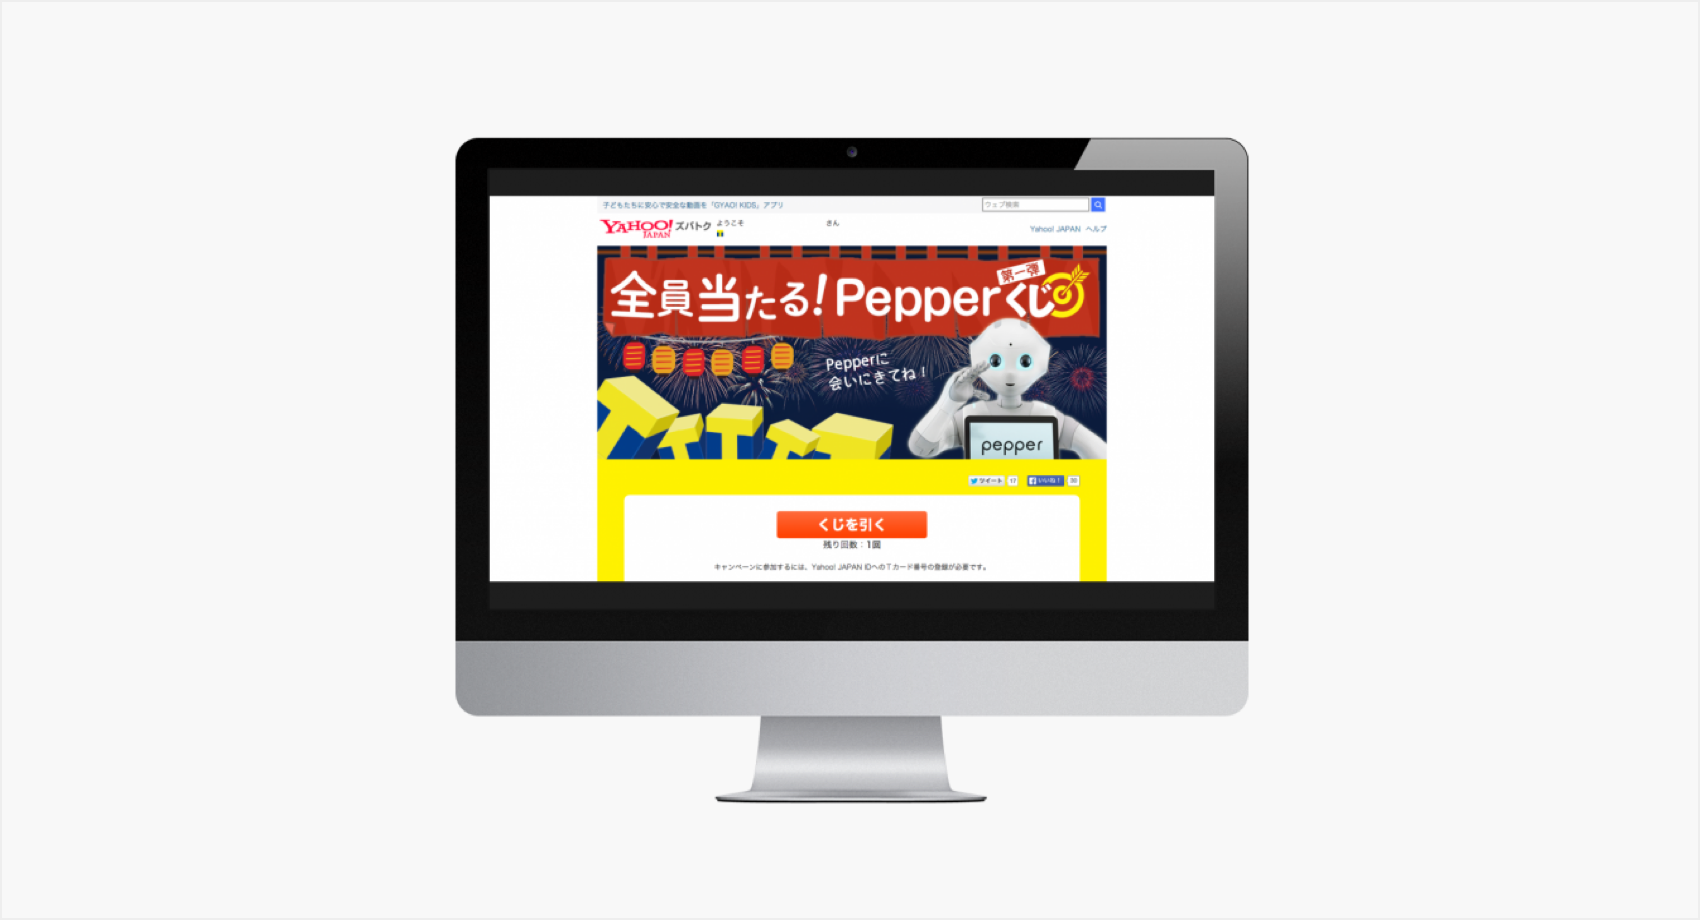 子どもたちに安心で安全な動画を「GYAO! KIDS」アプリ
ウェブ検索
YAHOO! JAPAN ズバトク ようこそ さん
Yahoo! JAPAN ヘルプ
第一弾
全員当たる!Pepperくじ
Pepperに
会いにきてね!
pepper
ツイート 17 いいね! 30
くじを引く
残り回数:1回
キャンペーンに参加するには、Yahoo! JAPAN IDへのTカード番号の登録が必要です。